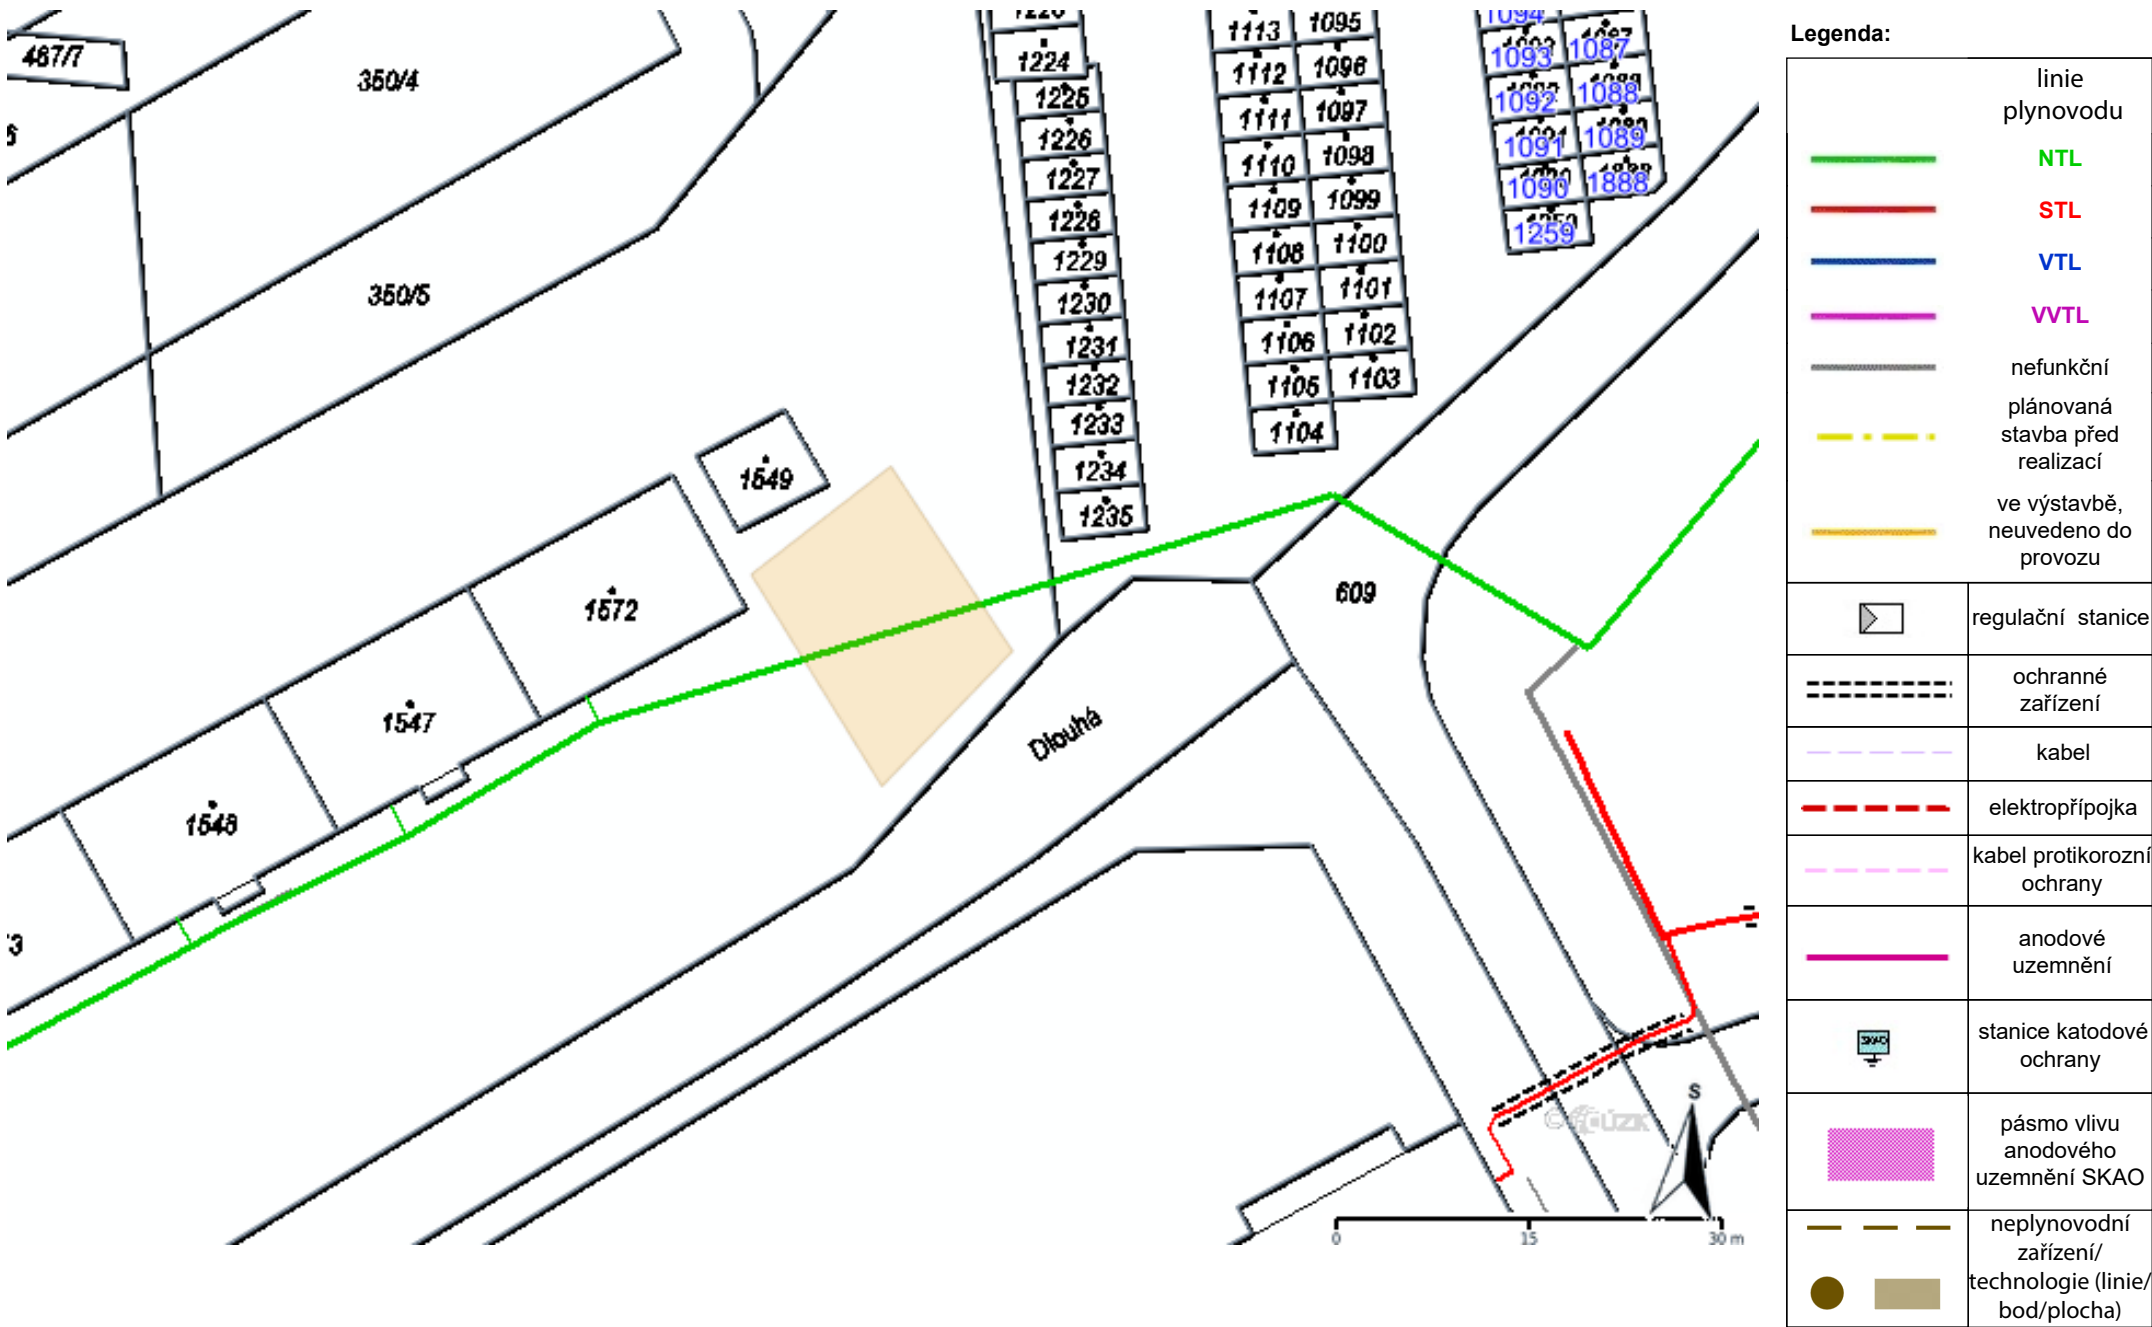 467/7
350/4
350/5
1224
1225
1226
1227
1228
1229
1230
1231
1232
1233
1234
1235
1113
1112
1111
1110
1109
1108
1107
1106
1105
1104
1095
1096
1097
1098
1099
1100
1101
1102
1103
1094
1093
1092
1091
1090
1259
1087
1088
1089
1888
1549
1572
1547
1548
609
Dlouhá
S
0 15 30 m
Legenda:
linie
plynovodu
NTL
STL
VTL
VVTL
nefunkční
plánovaná
stavba před
realizací
ve výstavbě,
neuvedeno do
provozu
regulační stanice
ochranné
zařízení
kabel
elektropřípojka
kabel protikorozní
ochrany
anodové
uzemnění
SKAO
stanice katodové
ochrany
pásmo vlivu
anodového
uzemnění SKAO
neplynovodní
zařízení/
technologie (linie/
bod/plocha)